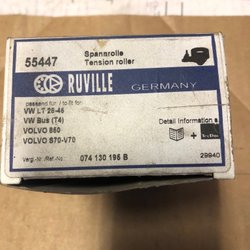 55447
Spannrolle
Tension roller
RUVILLE
GERMANY
passend für / to fit for:
VW LT 28-46
VW Bus (T4)
VOLVO 850
VOLVO S70-V70
Detail Information s.
+
Vergl.-Nr./Ref.-No.: 074 130 195 B
29940